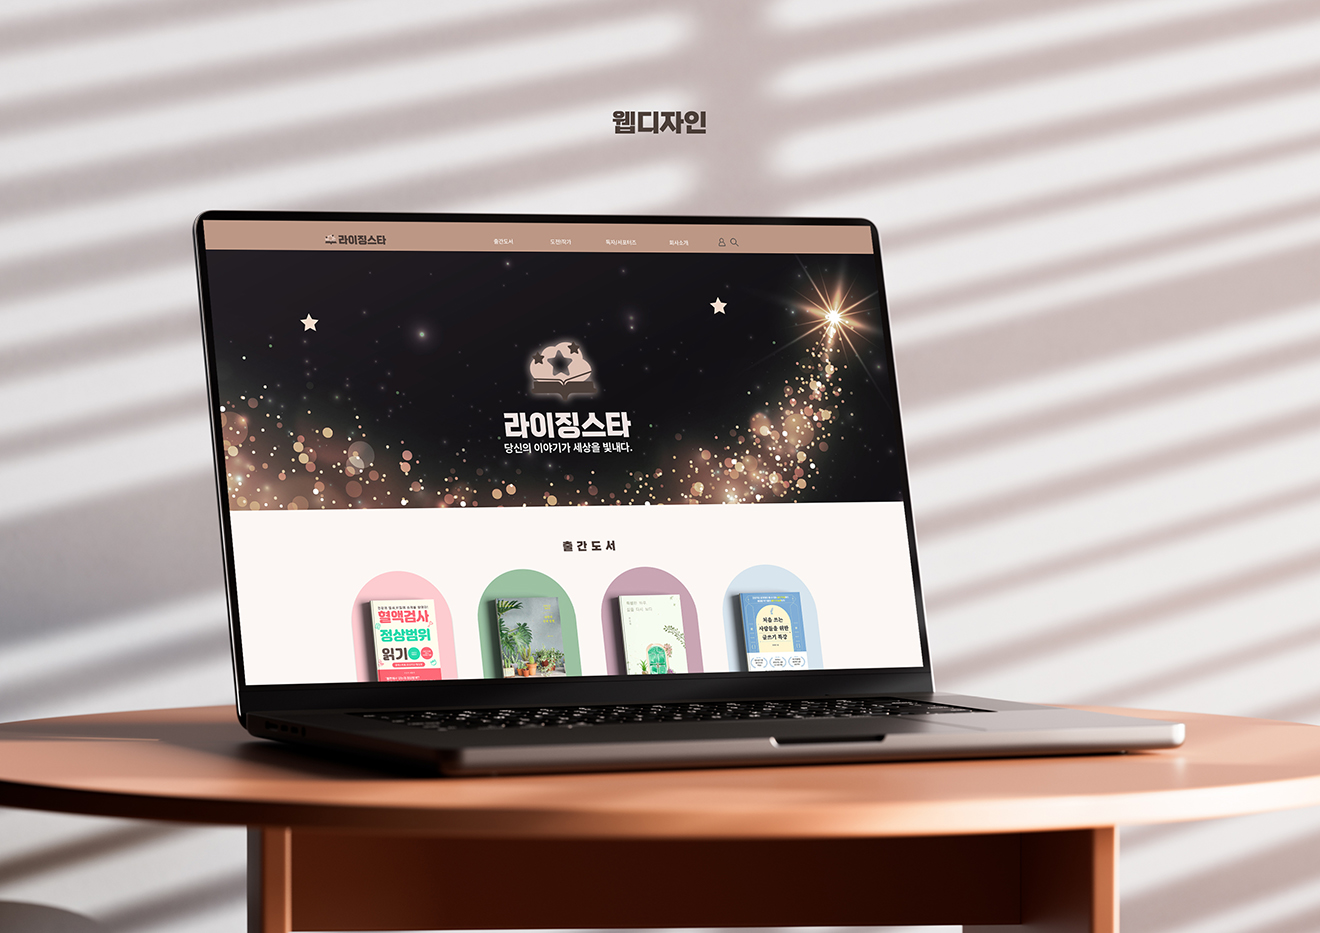 웹디자인
라이징스타
출간도서
도전!작가
독자/서포터즈
회사소개
라이징스타
당신의 이야기가 세상을 빛내다.
출간도서
혈액검사
정상범위
읽기
처음 쓰는
사람들을 위한
글쓰기 특강